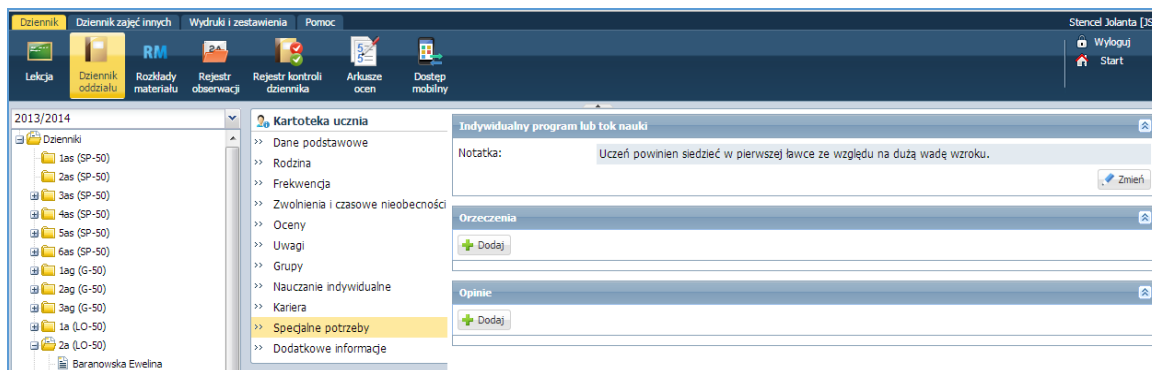 Dziennik Dziennik zajęć innych Wydruki i zestawienia Pomoc Stencel Jolanta [JS
Wyloguj
Start
RM
Lekcja Dziennik oddziału Rozkłady materiału Rejestr obserwacji Rejestr kontroli dziennika Arkusze ocen Dostęp mobilny
2013/2014
Dzienniki
1as (SP-50)
2as (SP-50)
3as (SP-50)
4as (SP-50)
5as (SP-50)
6as (SP-50)
1ag (G-50)
2ag (G-50)
3ag (G-50)
1a (LO-50)
2a (LO-50)
Baranowska Ewelina
Kartoteka ucznia
Dane podstawowe
Rodzina
Frekwencja
Zwolnienia i czasowe nieobecności
Oceny
Uwagi
Grupy
Nauczanie indywidualne
Kariera
Specjalne potrzeby
Dodatkowe informacje
Indywidualny program lub tok nauki
Notatka: Uczeń powinien siedzieć w pierwszej ławce ze względu na dużą wadę wzroku.
Zmień
Orzeczenia
Dodaj
Opinie
Dodaj